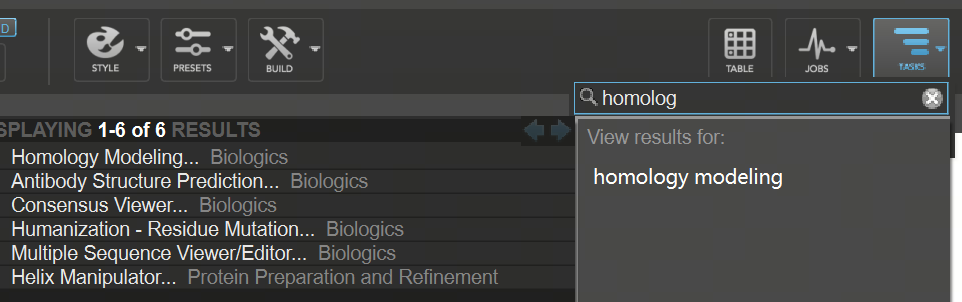 D
STYLE
PRESETS
BUILD
TABLE
JOBS
TASKS
homolog
SPLAYING 1-6 of 6 RESULTS
View results for:
homology modeling
Homology Modeling... Biologics
Antibody Structure Prediction... Biologics
Consensus Viewer... Biologics
Humanization - Residue Mutation... Biologics
Multiple Sequence Viewer/Editor... Biologics
Helix Manipulator... Protein Preparation and Refinement